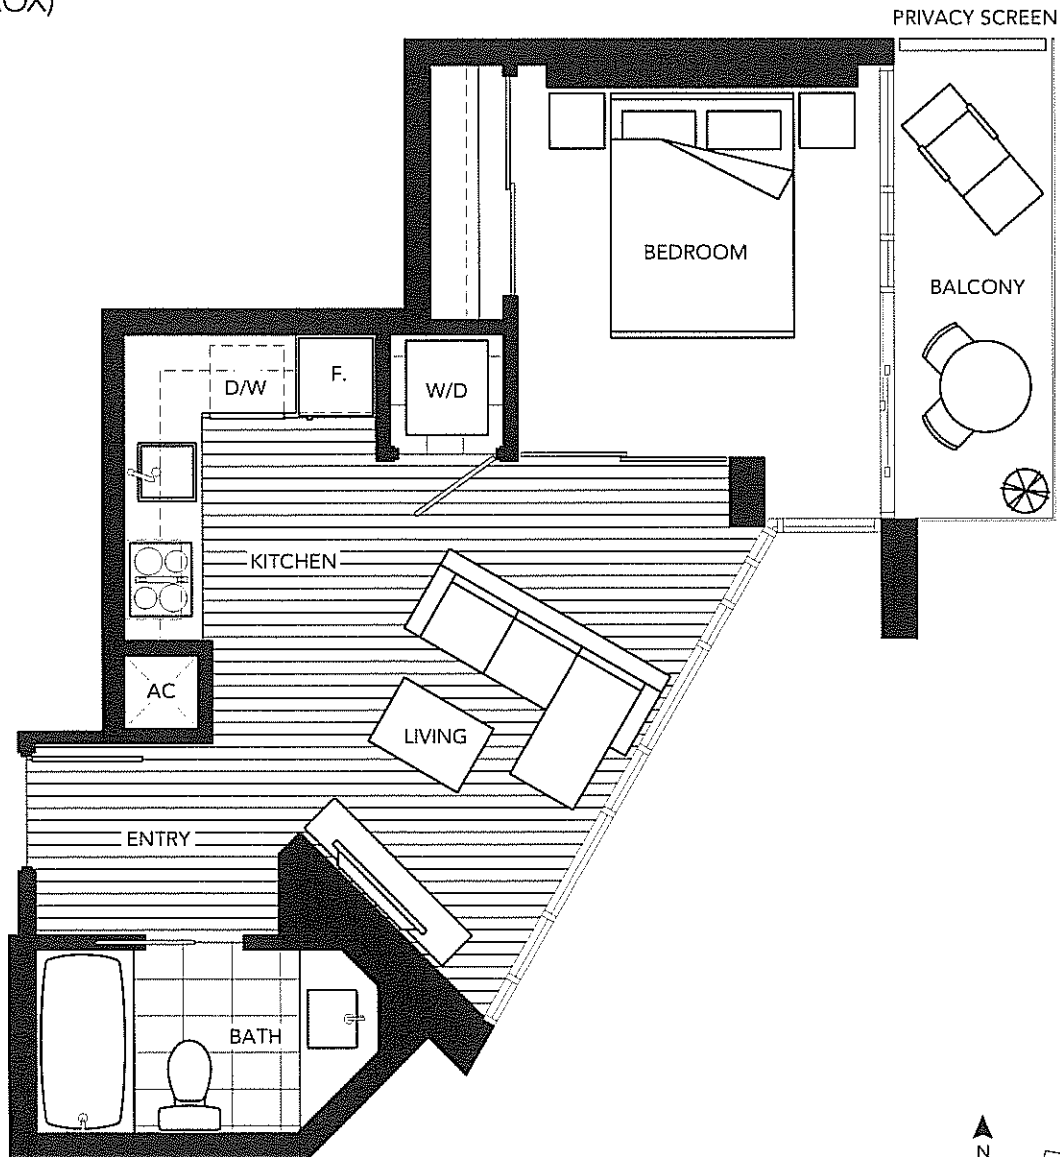 PRIVACY SCREEN
BEDROOM
BALCONY
D/W
F.
W/D
KITCHEN
AC
LIVING
ENTRY
BATH
N